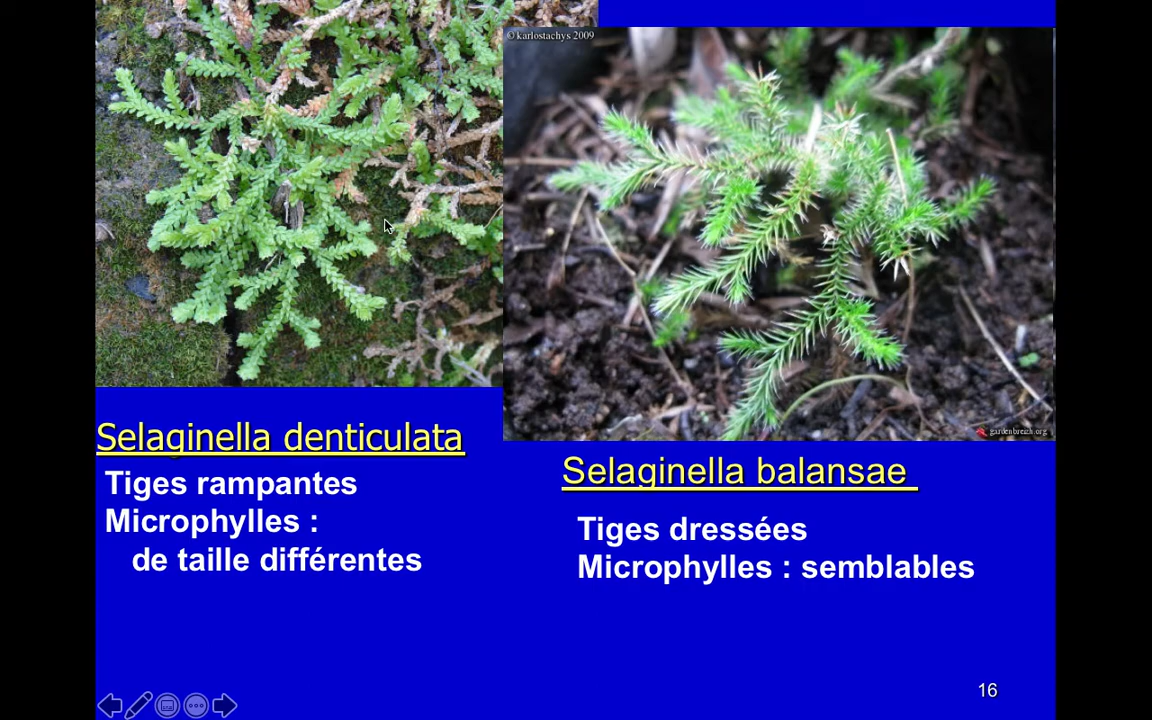 © karlostachys 2009
gardenbreizh.org
Selaginella denticulata
Tiges rampantes
Microphylles :
de taille différentes
Selaginella balansae
Tiges dressées
Microphylles : semblables
16